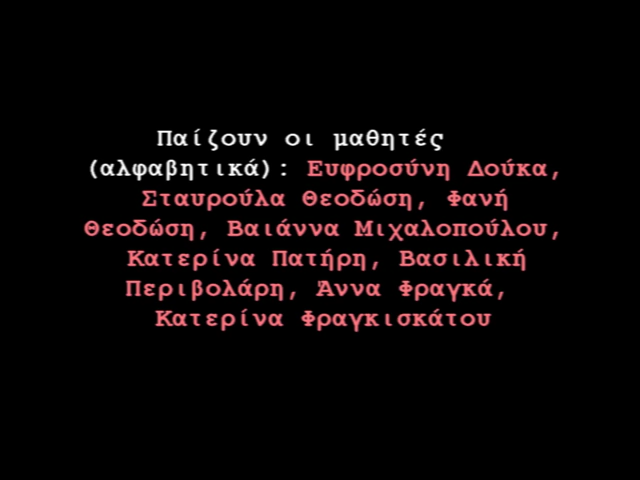 Παίζουν οι μαθητές
(αλφαβητικά): Ευφροσύνη Δούκα,
Σταυρούλα Θεοδώση, Φανή
Θεοδώση, Βαιάννα Μιχαλοπούλου,
Κατερίνα Πατήρη, Βασιλική
Περιβολάρη, Άννα Φραγκά,
Κατερίνα Φραγκισκάτου